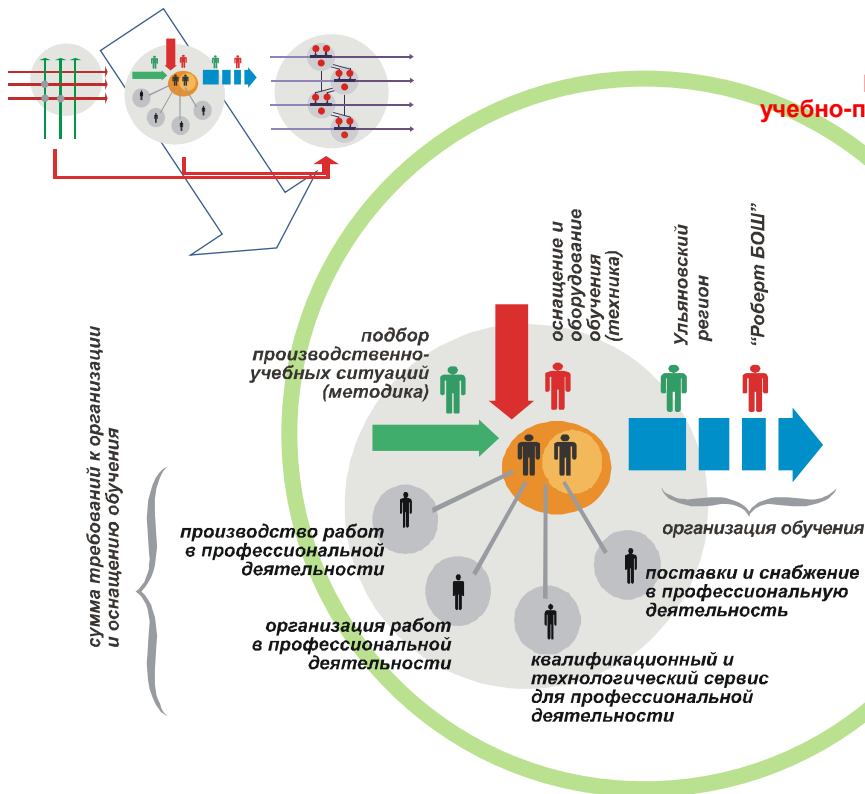 учебно-п
оснащение и
оборудование
обучения
(техника)
Ульяновский
регион
“Роберт БОШ”
подбор
производственно-
учебных ситуаций
(методика)
сумма требований к организации
и оснащению обучения
организация обучения
производство работ
в профессиональной
деятельности
поставки и снабжение
в профессиональную
деятельность
организация работ
в профессиональной
деятельности
квалификационный и
технологический сервис
для профессиональной
деятельности